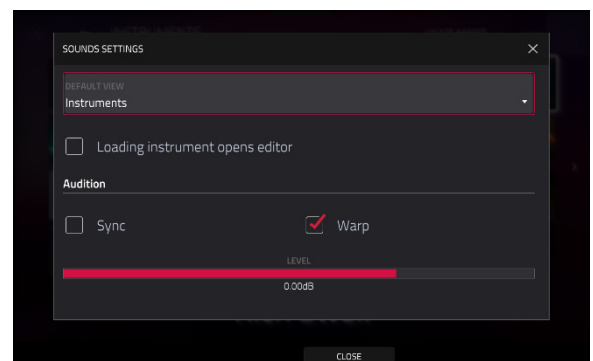 SOUNDS SETTINGS
DEFAULT VIEW
Instruments
Loading instrument opens editor
Audition
Sync
Warp
LEVEL
0.00dB
CLOSE